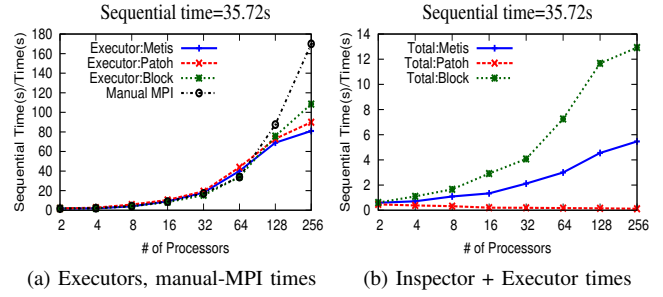 Sequential time=35.72s
Sequential Time(s)/Time(s)
180
160
140
120
100
80
60
40
20
0
Executor:Metis
Executor:Patoh
Executor:Block
Manual MPI
2 4 8 16 32 64 128 256
# of Processors
(a) Executors, manual-MPI times
Sequential time=35.72s
Sequential Time(s)/Time(s)
14
12
10
8
6
4
2
0
Total:Metis
Total:Patoh
Total:Block
2 4 8 16 32 64 128 256
# of Processors
(b) Inspector + Executor times